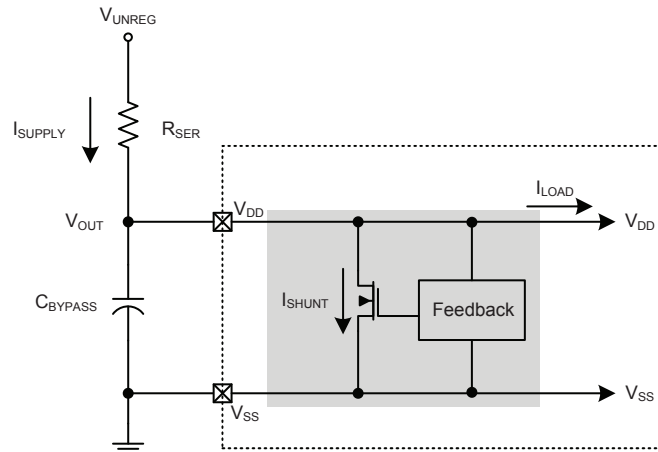 VUNREG
ISUPPLY
RSER
ILOAD
VOUT
VDD
VDD
CBYPASS
ISHUNT
Feedback
VSS
VSS